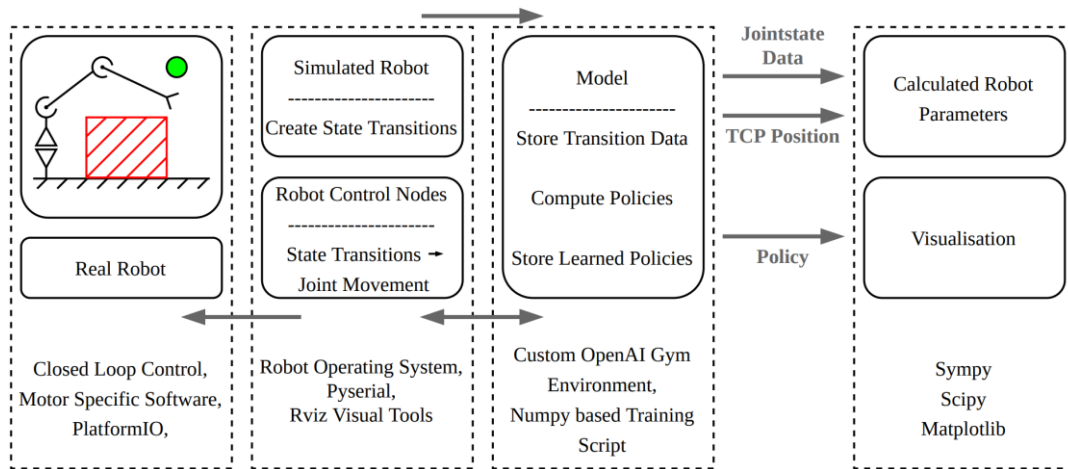 Real Robot
Closed Loop Control,
Motor Specific Software,
PlatformIO,
Simulated Robot
----------------------
Create State Transitions
Robot Control Nodes
----------------------
State Transitions ➞
Joint Movement
Robot Operating System,
Pyserial,
Rviz Visual Tools
Model
----------------------
Store Transition Data
Compute Policies
Store Learned Policies
Custom OpenAI Gym
Environment,
Numpy based Training
Script
Jointstate
Data
TCP Position
Policy
Calculated Robot
Parameters
Visualisation
Sympy
Scipy
Matplotlib